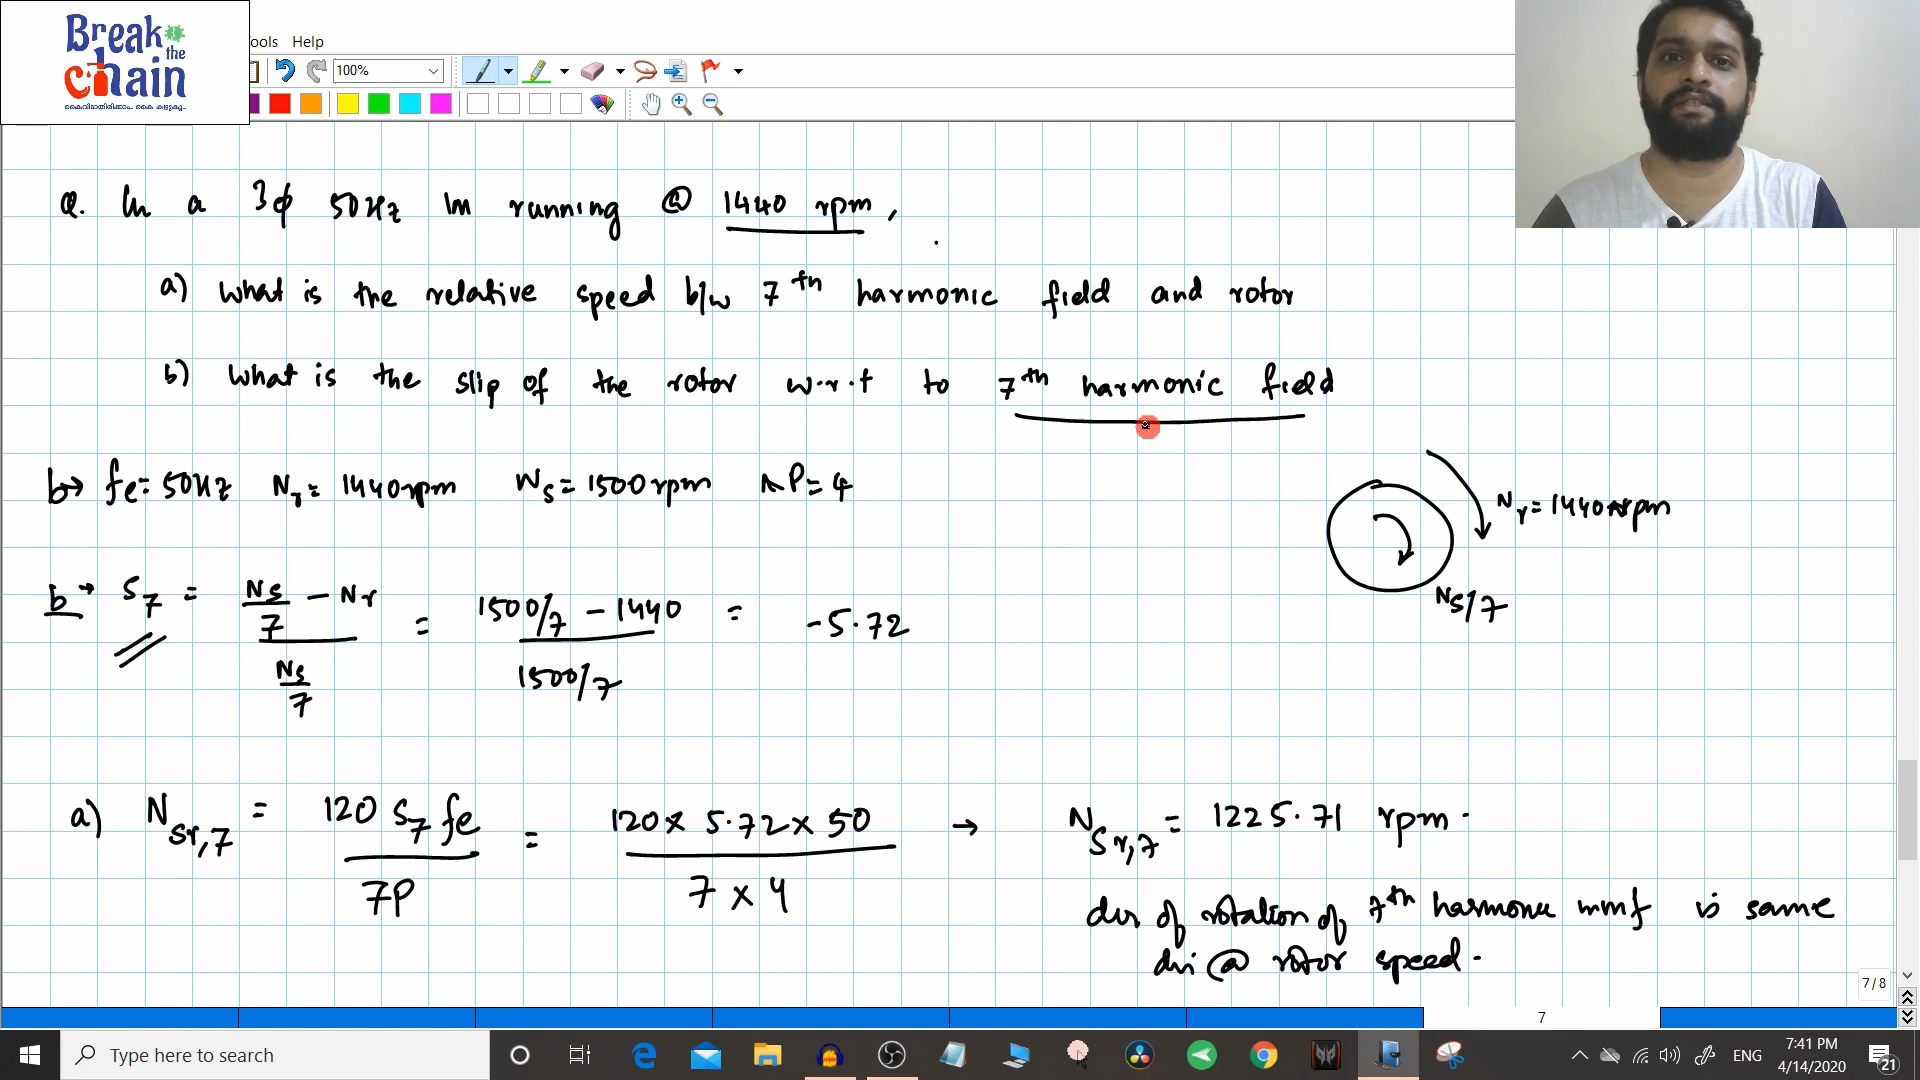 Break
the
chain
കൈവിടാതിരിക്കാം. കൈ കഴുകൂ.
ools Help
100%
Q. In a 3ϕ 50Hz Im running @ 1440 rpm,
a) what is the relative speed b/w 7th harmonic field and rotor
b) what is the slip of the rotor w.r.t to 7th harmonic field
b→ fe = 50Hz Nr = 1440rpm Ns = 1500rpm P=4
Nr = 1440rpm
Ns/7
b → S7 = (Ns/7 - Nr) / (Ns/7) = (1500/7 - 1440) / (1500/7) = -5.72
a) Nsr,7 = 120 S7 fe / 7P = 120 x 5.72 x 50 / 7 x 4 → Nsr,7 = 1225.71 rpm.
dir of rotation of 7th harmonic mmf is same
dir @ rotor speed.
7/8
7
Type here to search
ENG
7:41 PM
4/14/2020
21